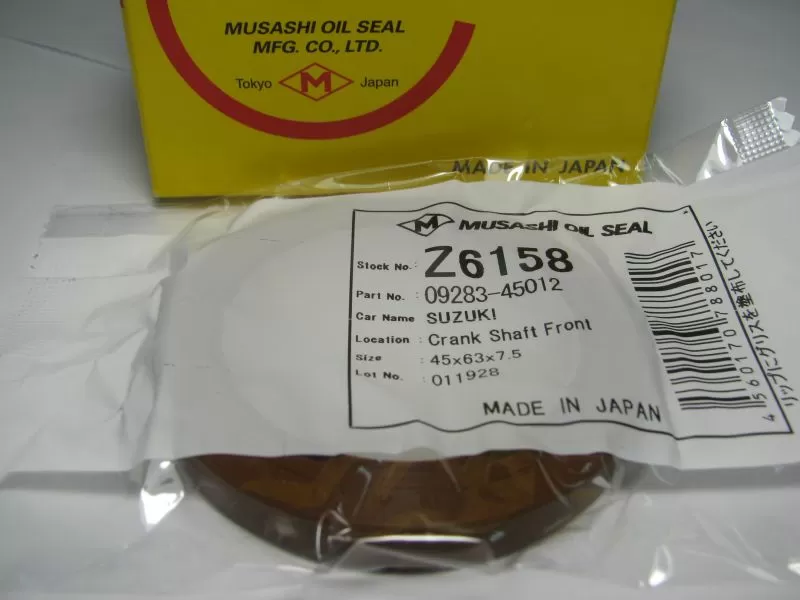 MUSASHI OIL SEAL
MFG. CO., LTD.
Tokyo M Japan
MADE IN JAPAN
M MUSASHI OIL SEAL
Stock No. : Z6158
Part No. : 09283-45012
Car Name : SUZUKI
Location : Crank Shaft Front
Size : 45x63x7.5
Lot No. : 011928
MADE IN JAPAN
4 560170 788017
リップにグリスを塗布してください